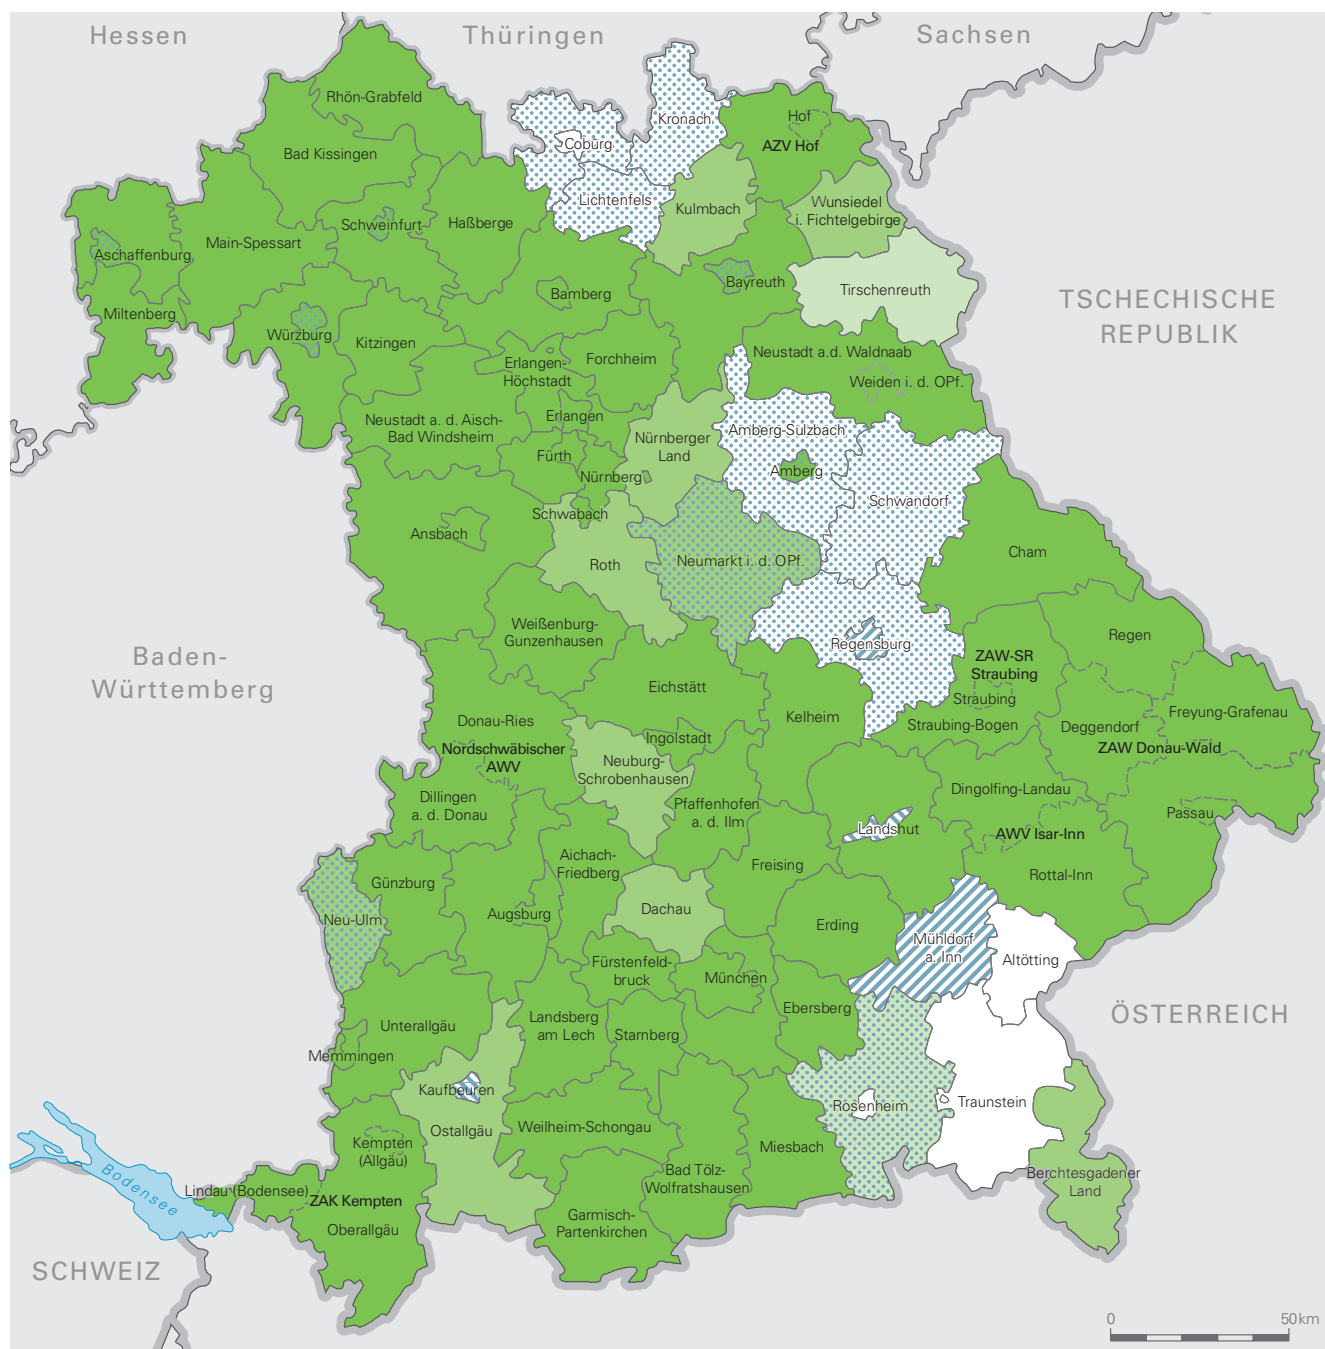 Hessen
Thüringen
Sachsen
Rhön-Grabfeld
Kronach
Hof
AZV Hof
Coburg
Bad Kissingen
Lichtenfels
Kulmbach
Wunsiedel
i. Fichtelgebirge
Schweinfurt
Haßberge
Main-Spessart
Aschaffenburg
Bayreuth
Tirschenreuth
Bamberg
TSCHECHISCHE
REPUBLIK
Miltenberg
Würzburg
Kitzingen
Erlangen-
Höchstadt
Forchheim
Neustadt a.d. Waldnaab
Weiden i. d. OPf.
Neustadt a. d. Aisch-
Bad Windsheim
Erlangen
Nürnberger
Land
Amberg-Sulzbach
Fürth
Nürnberg
Amberg
Schwandorf
Schwabach
Ansbach
Roth
Neumarkt i. d. OPf.
Cham
Weißenburg-
Gunzenhausen
Regensburg
Regen
Baden-
Württemberg
Eichstätt
ZAW-SR
Straubing
Straubing
Freyung-Grafenau
Donau-Ries
Kelheim
Straubing-Bogen
Deggendorf
Nordschwäbischer
AWV
Ingolstadt
ZAW Donau-Wald
Neuburg-
Schrobenhausen
Dillingen
a. d. Donau
Pfaffenhofen
a. d. Ilm
Dingolfing-Landau
Passau
Landshut
AWV Isar-Inn
Aichach-
Friedberg
Freising
Rottal-Inn
Günzburg
Neu-Ulm
Augsburg
Dachau
Erding
Mühldorf
a. Inn
Altötting
Fürstenfeld-
bruck
München
Ebersberg
ÖSTERREICH
Unterallgäu
Landsberg
am Lech
Starnberg
Memmingen
Kaufbeuren
Rosenheim
Traunstein
Ostallgäu
Weilheim-Schongau
Kempten
(Allgäu)
Miesbach
Bad Tölz-
Wolfratshausen
Berchtesgadener
Land
Bodensee
Lindau (Bodensee)
ZAK Kempten
Oberallgäu
Garmisch-
Partenkirchen
SCHWEIZ
0
50 km